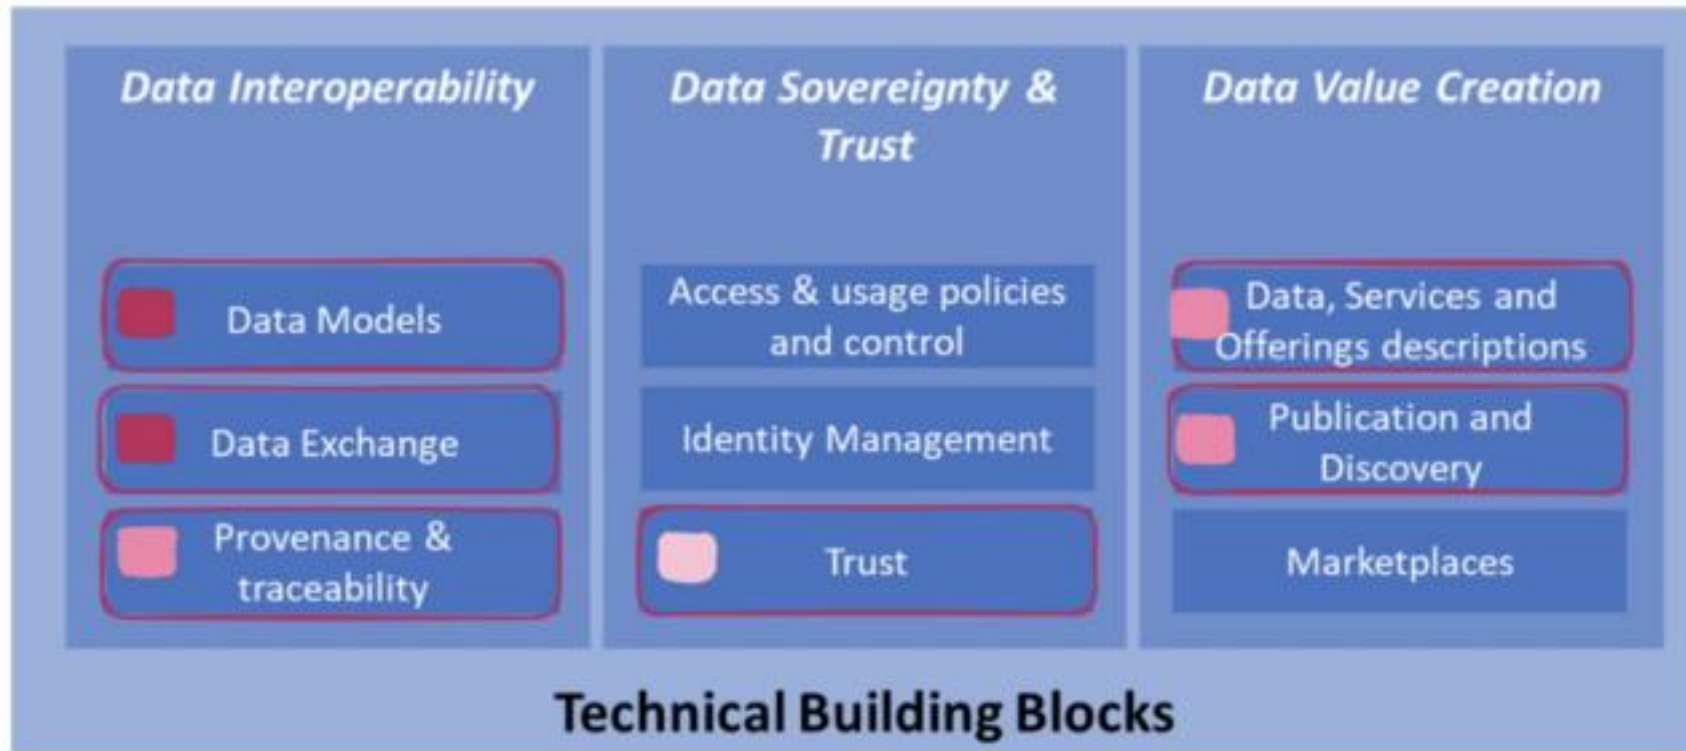 Data Interoperability
Data Models
Data Exchange
Provenance &
traceability
Data Sovereignty &
Trust
Access & usage policies
and control
Identity Management
Trust
Data Value Creation
Data, Services and
Offerings descriptions
Publication and
Discovery
Marketplaces
Technical Building Blocks